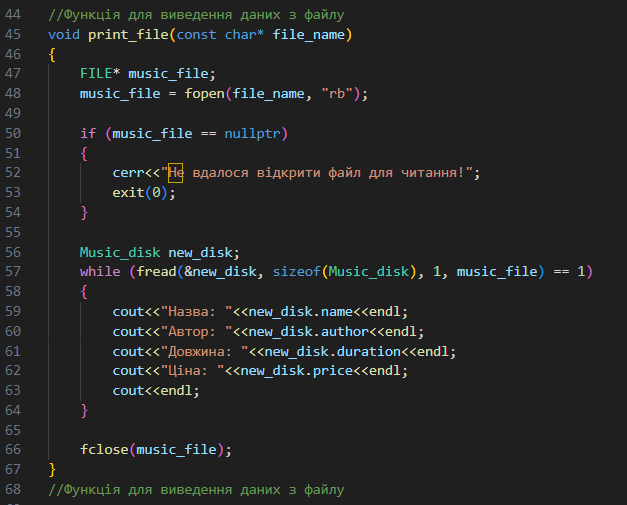 44 //Функція для виведення даних з файлу
45 void print_file(const char* file_name)
46 {
47     FILE* music_file;
48     music_file = fopen(file_name, "rb");
49
50     if (music_file == nullptr)
51     {
52         cerr<<"Не вдалося відкрити файл для читання!";
53         exit(0);
54     }
55
56     Music_disk new_disk;
57     while (fread(&new_disk, sizeof(Music_disk), 1, music_file) == 1)
58     {
59         cout<<"Назва: "<<new_disk.name<<endl;
60         cout<<"Автор: "<<new_disk.author<<endl;
61         cout<<"Довжина: "<<new_disk.duration<<endl;
62         cout<<"Ціна: "<<new_disk.price<<endl;
63         cout<<endl;
64     }
65
66     fclose(music_file);
67 }
68 //Функція для виведення даних з файлу